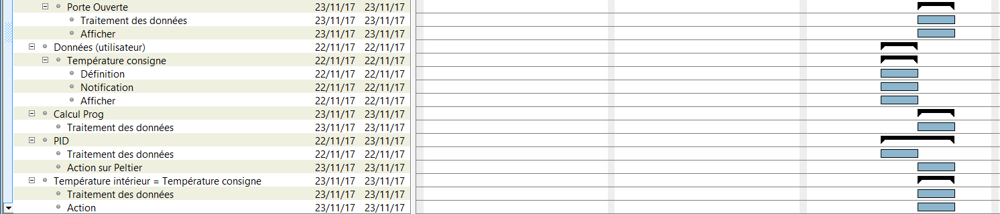 Porte Ouverte 23/11/17 23/11/17
Traitement des données 23/11/17 23/11/17
Afficher 23/11/17 23/11/17
Données (utilisateur) 22/11/17 22/11/17
Température consigne 22/11/17 22/11/17
Définition 22/11/17 22/11/17
Notification 22/11/17 22/11/17
Afficher 22/11/17 22/11/17
Calcul Prog 23/11/17 23/11/17
Traitement des données 23/11/17 23/11/17
PID 22/11/17 23/11/17
Traitement des données 22/11/17 22/11/17
Action sur Peltier 23/11/17 23/11/17
Température intérieur = Température consigne 23/11/17 23/11/17
Traitement des données 23/11/17 23/11/17
Action 23/11/17 23/11/17